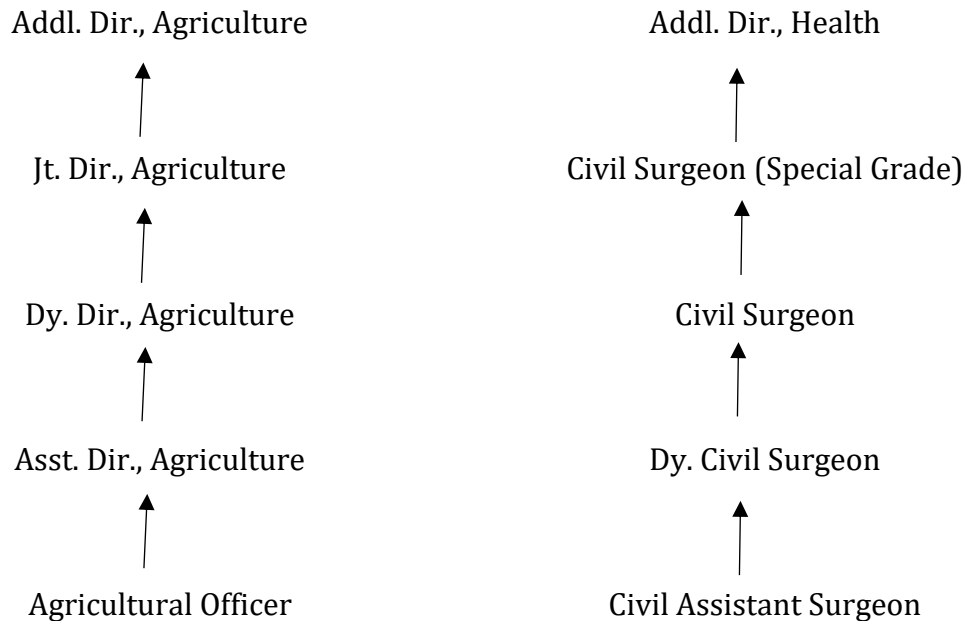 Addl. Dir., Agriculture
Jt. Dir., Agriculture
Dy. Dir., Agriculture
Asst. Dir., Agriculture
Agricultural Officer
Addl. Dir., Health
Civil Surgeon (Special Grade)
Civil Surgeon
Dy. Civil Surgeon
Civil Assistant Surgeon